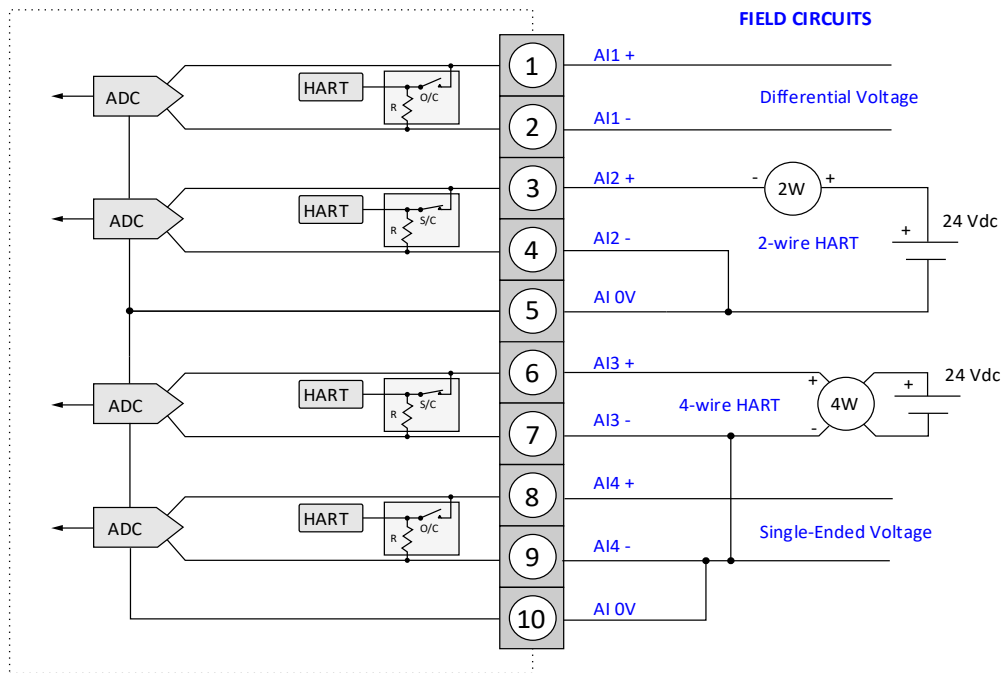 FIELD CIRCUITS
1
AI1 +
HART
O/C
R
ADC
Differential Voltage
2
AI1 -
3
AI2 +
-
2W
+
HART
S/C
R
ADC
24 Vdc
+
4
AI2 -
2-wire HART
5
AI 0V
6
AI3 +
24 Vdc
+
+
HART
S/C
R
ADC
4-wire HART
4W
7
AI3 -
-
8
AI4 +
HART
O/C
R
ADC
Single-Ended Voltage
9
AI4 -
10
AI 0V